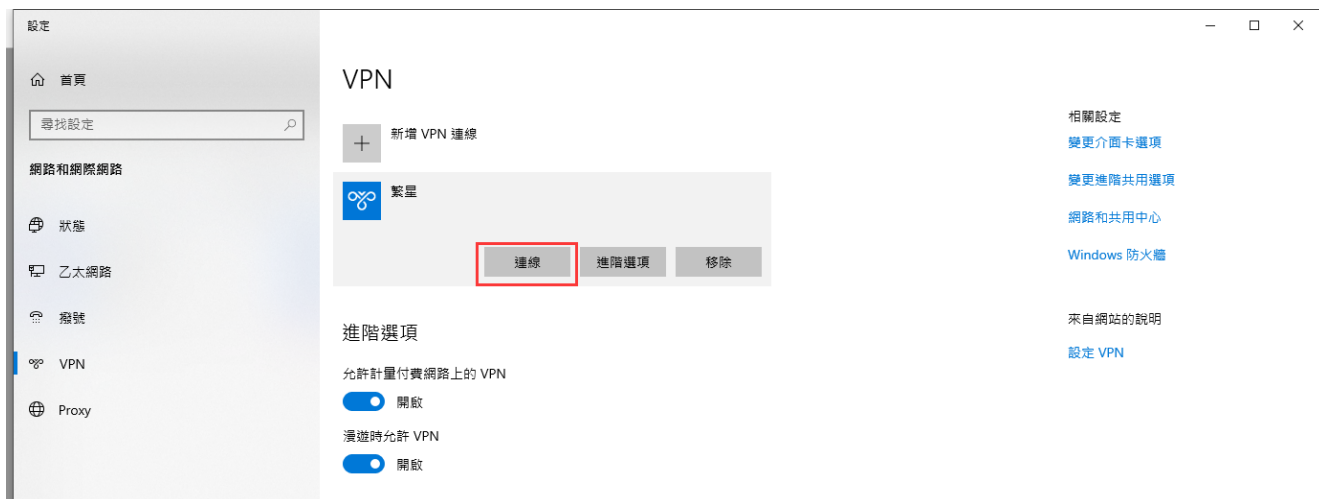 設定
首頁
尋找設定
網路和網際網路
狀態
乙太網路
撥號
VPN
Proxy
VPN
新增 VPN 連線
繁星
連線
進階選項
移除
進階選項
允許計量付費網路上的 VPN
開啟
漫遊時允許 VPN
開啟
相關設定
變更介面卡選項
變更進階共用選項
網路和共用中心
Windows 防火牆
來自網站的說明
設定 VPN